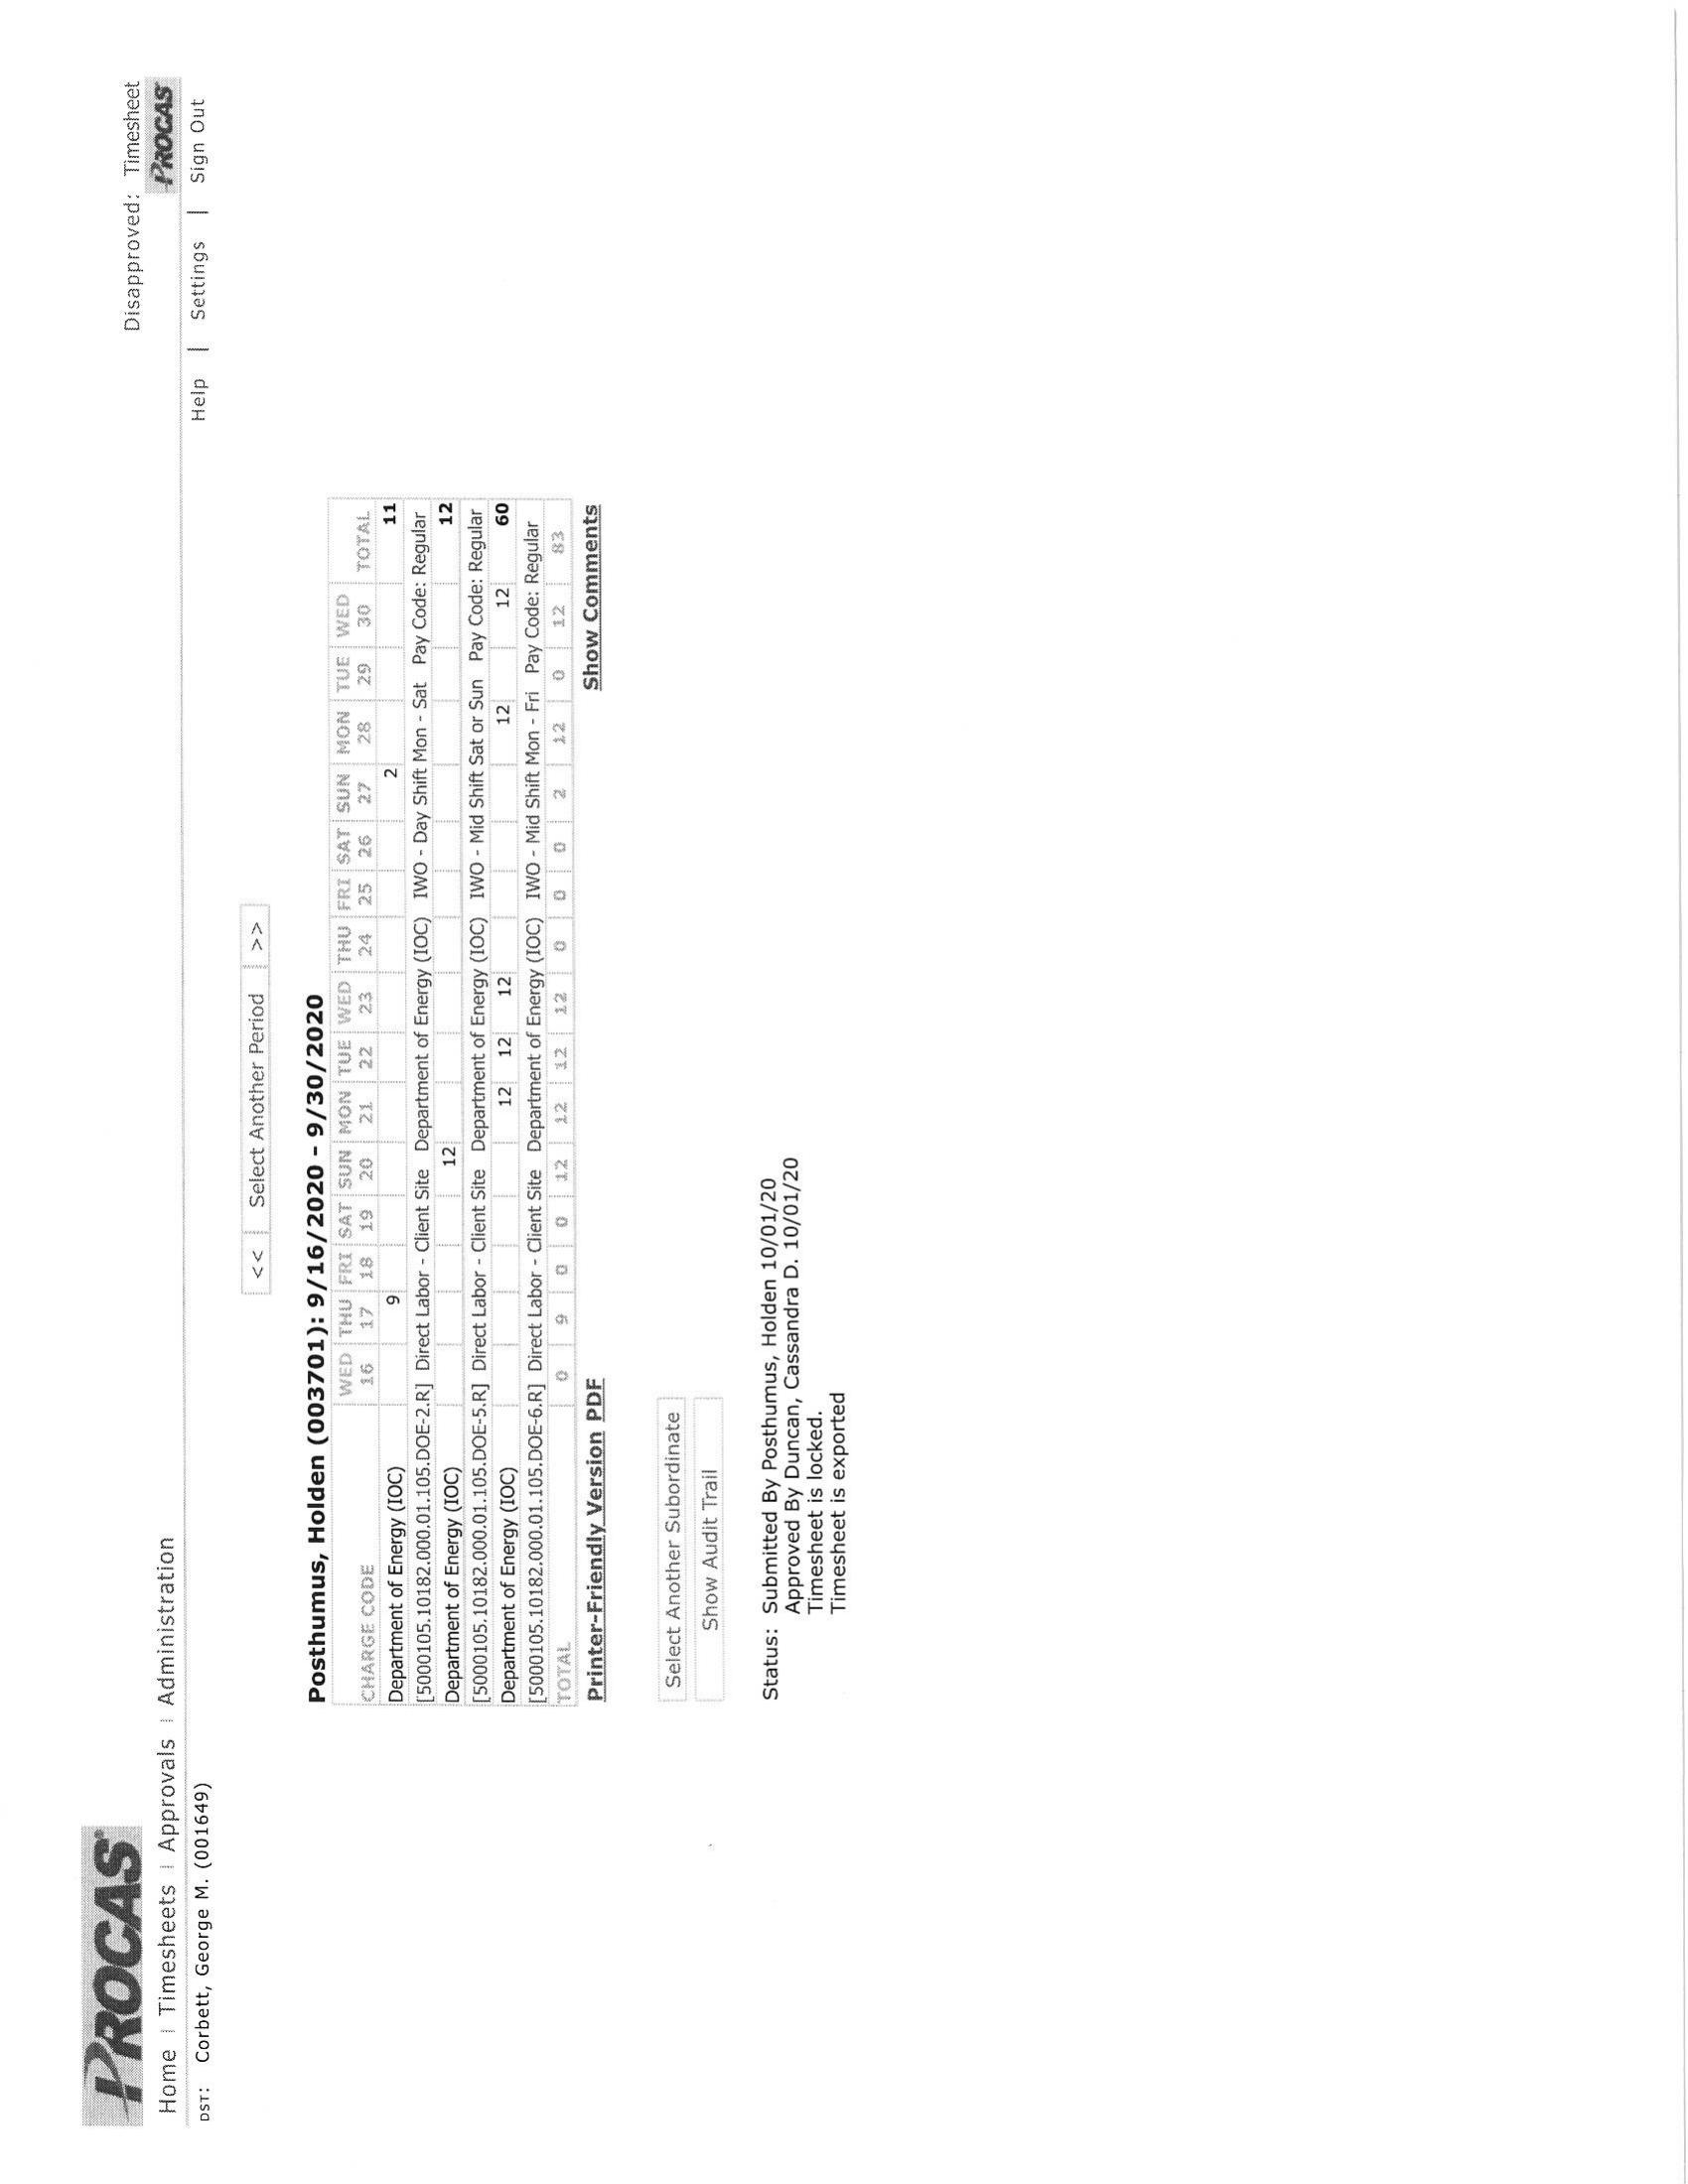 Disapproved: Timesheet
PROCAS®
PROCAS
Home | Timesheets | Approvals | Administration
Help | Settings | Sign Out
DST: Corbett, George M. (001649)
<< | Select Another Period | >>
Posthumus, Holden (003701): 9/16/2020 - 9/30/2020
WED THU FRI SAT SUN MON TUE WED THU FRI SAT SUN MON TUE WED
CHARGE CODE 16 17 18 19 20 21 22 23 24 25 26 27 28 29 30 TOTAL
Department of Energy (IOC) 9 2 11
[5000105.10182.000.01.105.DOE-2.R] Direct Labor - Client Site Department of Energy (IOC) IWO - Day Shift Mon - Sat Pay Code: Regular
Department of Energy (IOC) 12 12
[5000105.10182.000.01.105.DOE-5.R] Direct Labor - Client Site Department of Energy (IOC) IWO - Mid Shift Sat or Sun Pay Code: Regular
Department of Energy (IOC) 12 12 12 12 12 60
[5000105.10182.000.01.105.DOE-6.R] Direct Labor - Client Site Department of Energy (IOC) IWO - Mid Shift Mon - Fri Pay Code: Regular
TOTAL 0 9 0 0 12 12 12 12 0 0 0 2 12 0 12 83
Printer-Friendly Version PDF Show Comments
Select Another Subordinate
Show Audit Trail
Status: Submitted By Posthumus, Holden 10/01/20
Approved By Duncan, Cassandra D. 10/01/20
Timesheet is locked.
Timesheet is exported